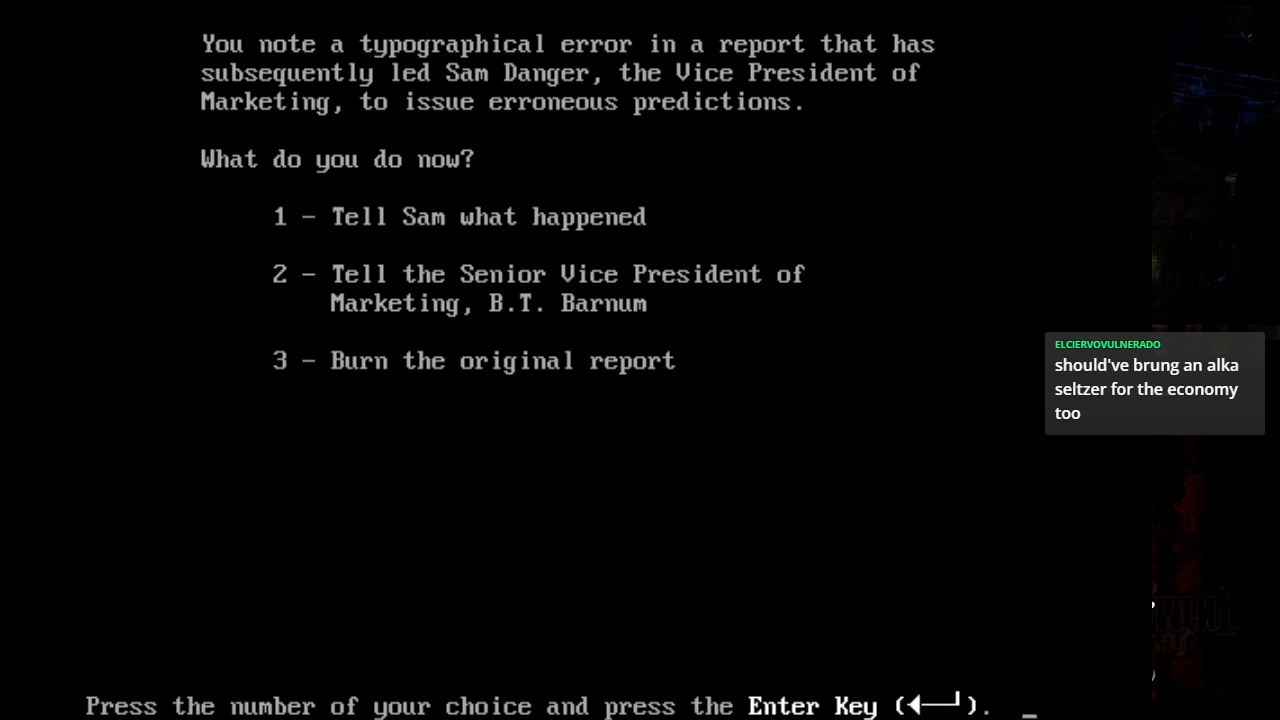 You note a typographical error in a report that has
subsequently led Sam Danger, the Vice President of
Marketing, to issue erroneous predictions.
What do you do now?
1 - Tell Sam what happened
2 - Tell the Senior Vice President of
Marketing, B.T. Barnum
3 - Burn the original report
ELCIERVOVULNERADO
should've brung an alka
seltzer for the economy
too
Press the number of your choice and press the Enter Key (◄─┘). _